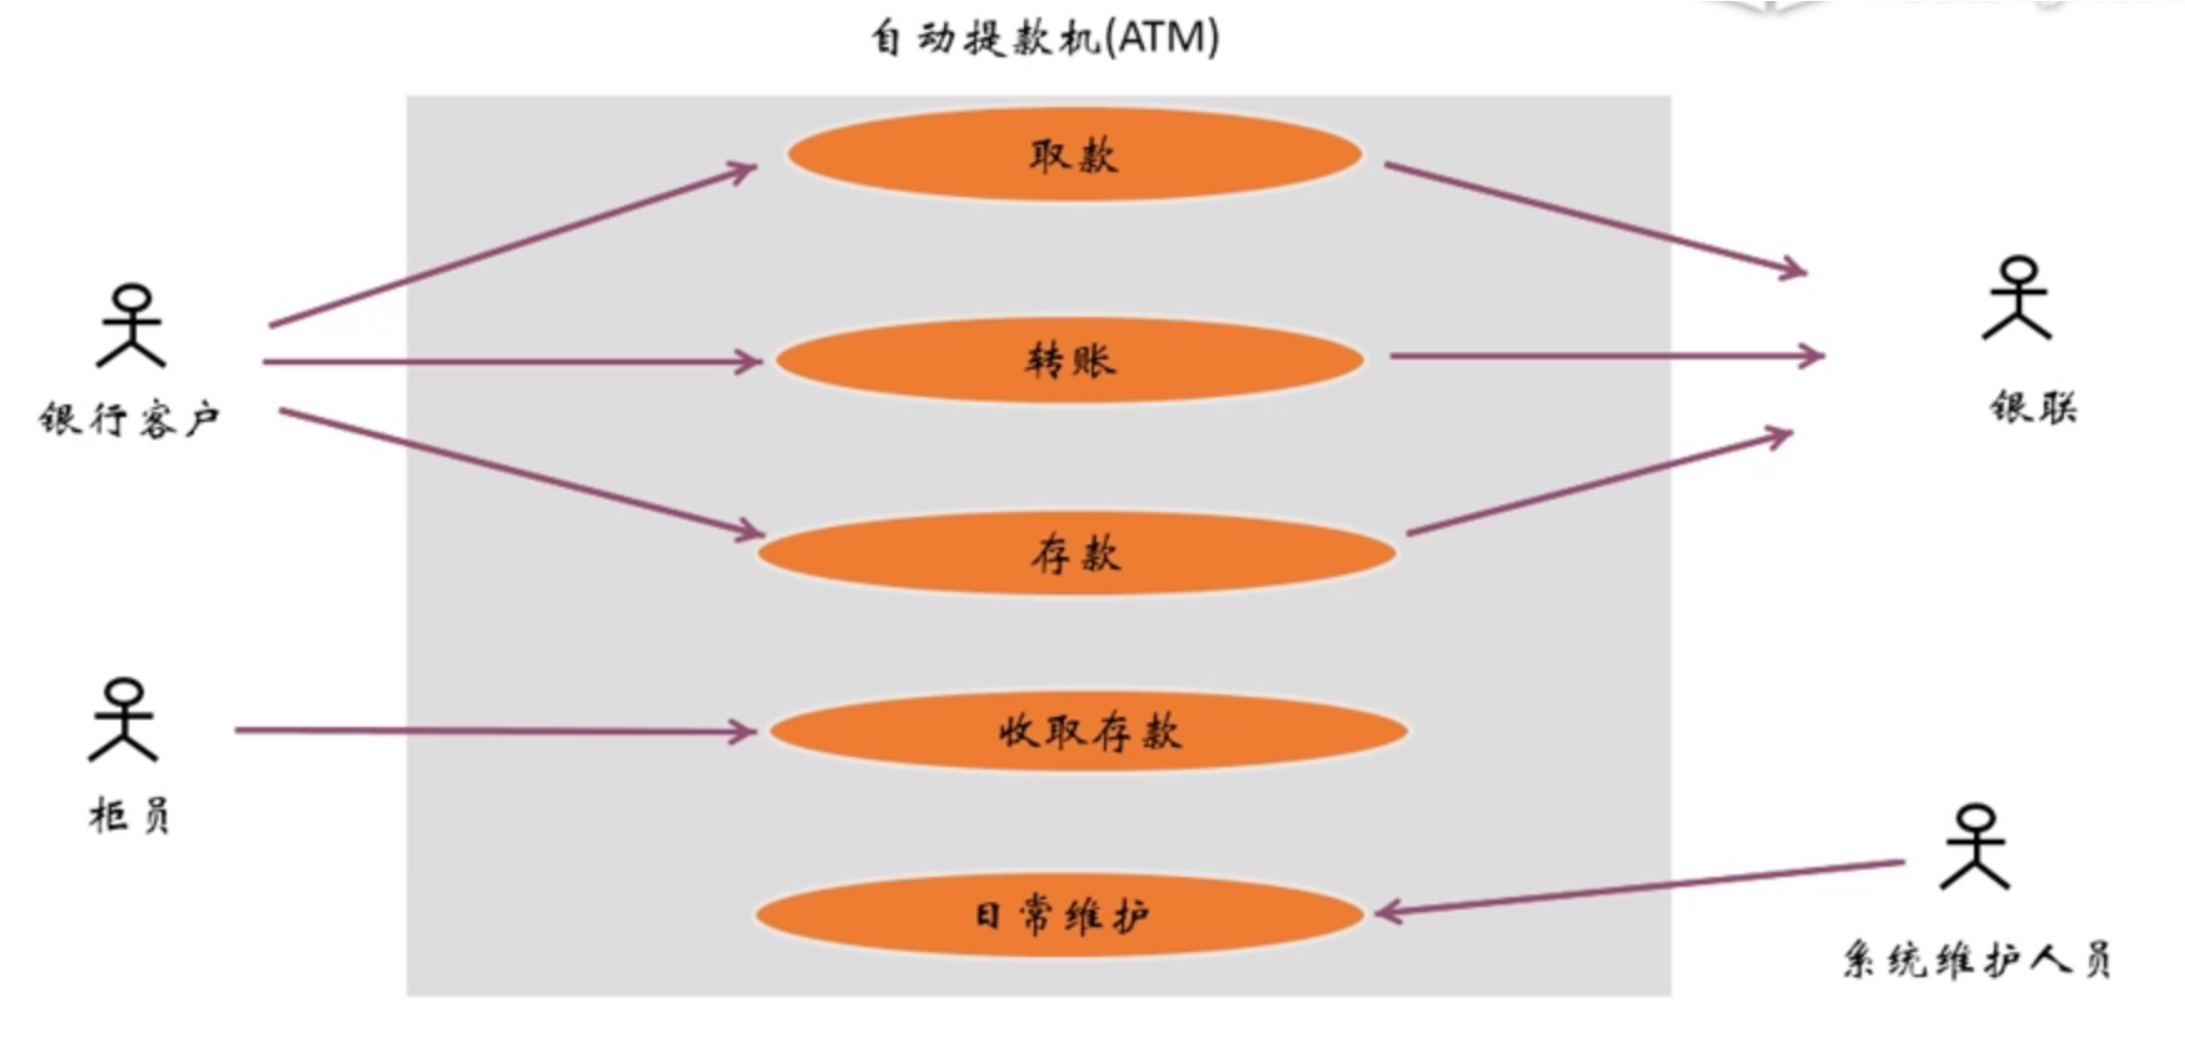 自动提款机(ATM)
取款
转账
银行客户
银联
存款
收取存款
柜员
日常维护
系统维护人员